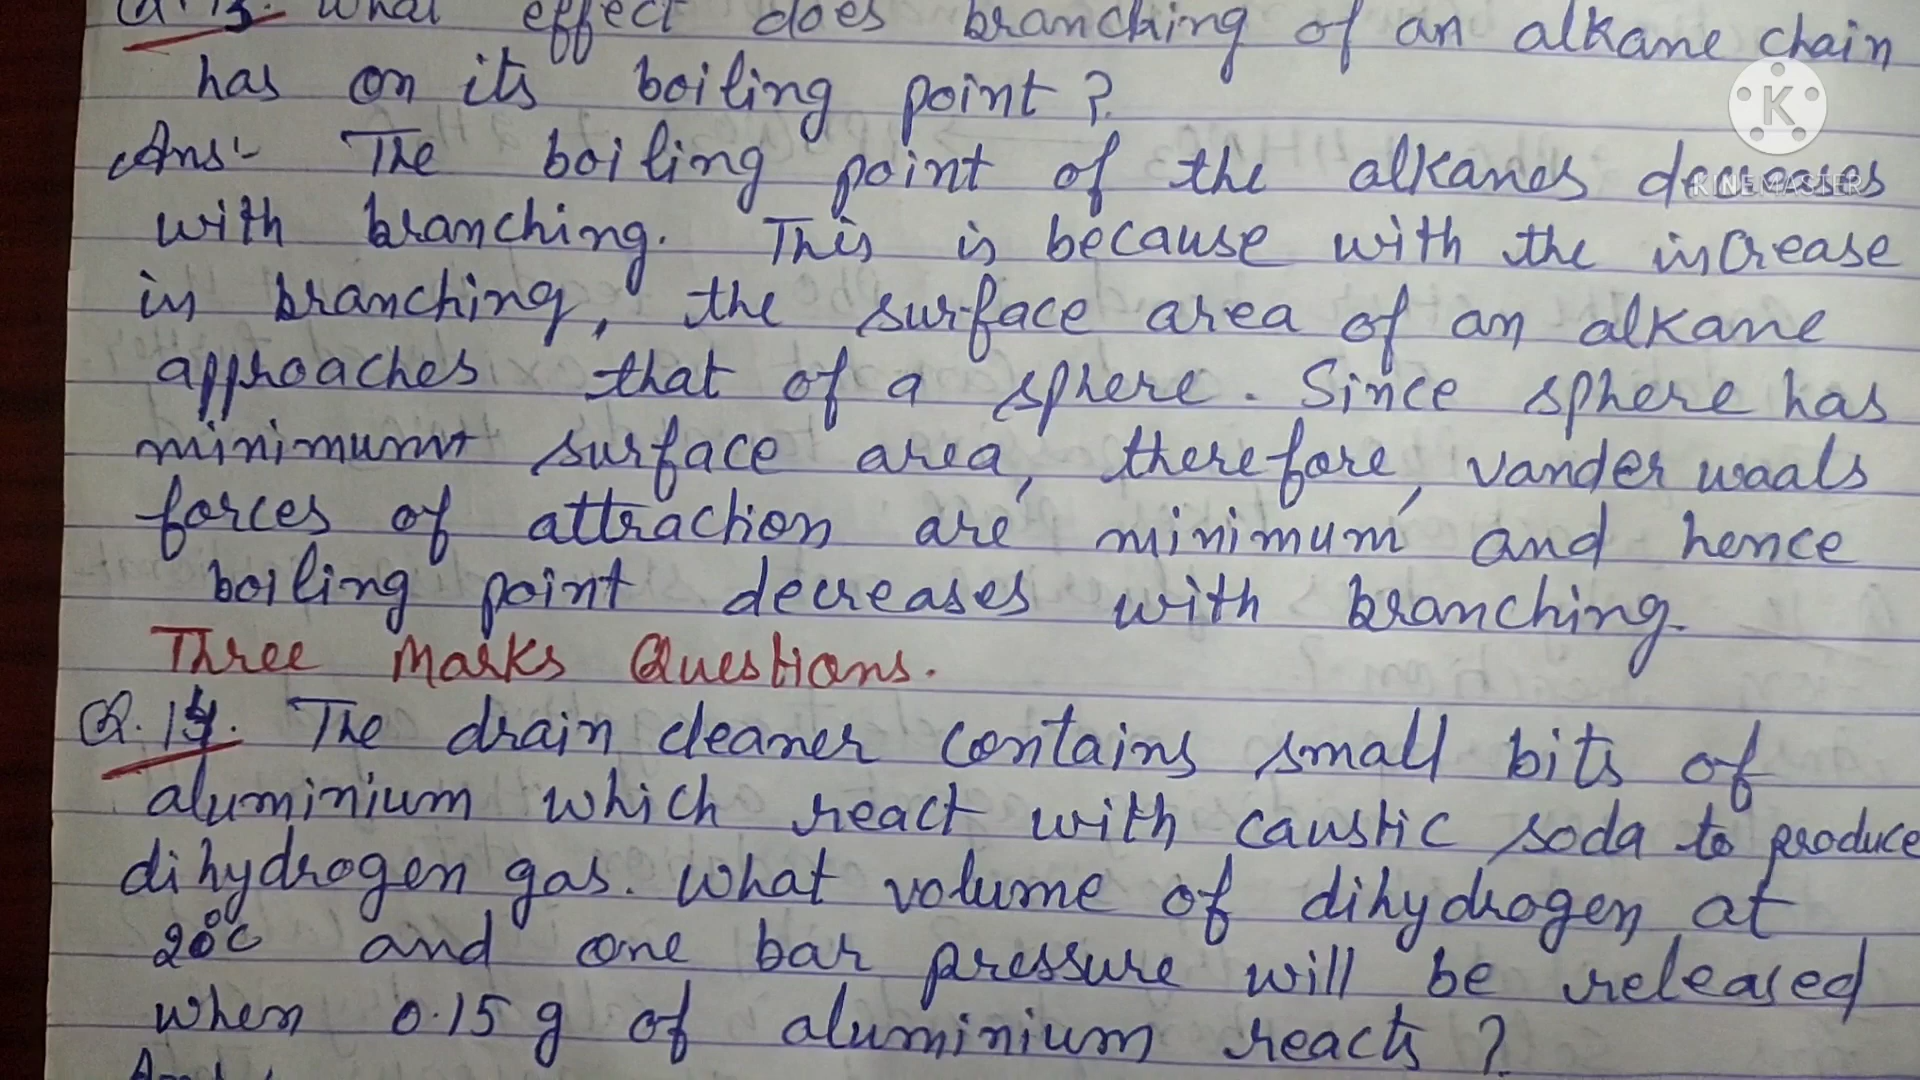 Q.13. What effect does branching of an alkane chain
has on its boiling point?
Ans:- The boiling point of the alkanes decreases
KINEMASTER
with branching. This is because with the increase
in branching, the surface area of an alkane
approaches that of a sphere. Since sphere has
minimum surface area, therefore, vander waals
forces of attraction are minimum and hence
boiling point decreases with branching.
Three Marks Questions.
Q.14. The drain cleaner contains small bits of
aluminium which react with caustic soda to produce
dihydrogen gas. What volume of dihydrogen at
20°C and one bar pressure will be released
when 0.15 g of aluminium reacts?